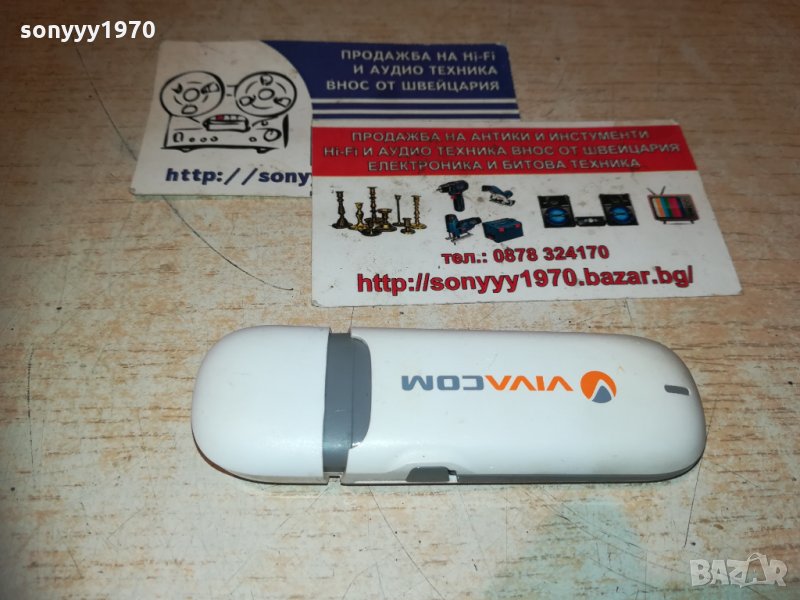 sonyyy1970
ПРОДАЖБА НА Hi-Fi
И АУДИО ТЕХНИКА
ВНОС ОТ ШВЕЙЦАРИЯ
http://sony
ПРОДАЖБА НА АНТИКИ И ИНСТУМЕНТИ
Hi-Fi И АУДИО ТЕХНИКА ВНОС ОТ ШВЕЙЦАРИЯ
ЕЛЕКТРОНИКА И БИТОВА ТЕХНИКА
тел.: 0878 324170
http://sonyyy1970.bazar.bg/
VIVACOM
BAZAR